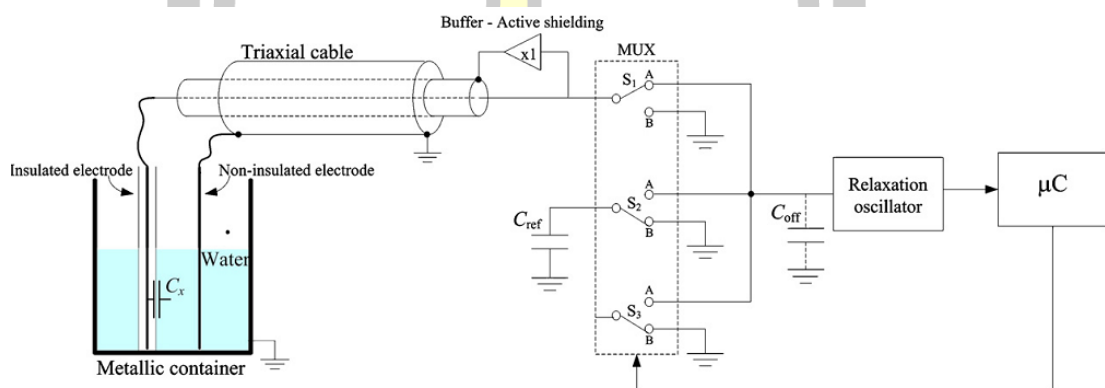 Buffer - Active shielding
Triaxial cable
x1
MUX
S1
A
B
Insulated electrode
Non-insulated electrode
Cref
S2
A
B
Coff
Relaxation
oscillator
μC
Water
Cx
S3
A
B
Metallic container